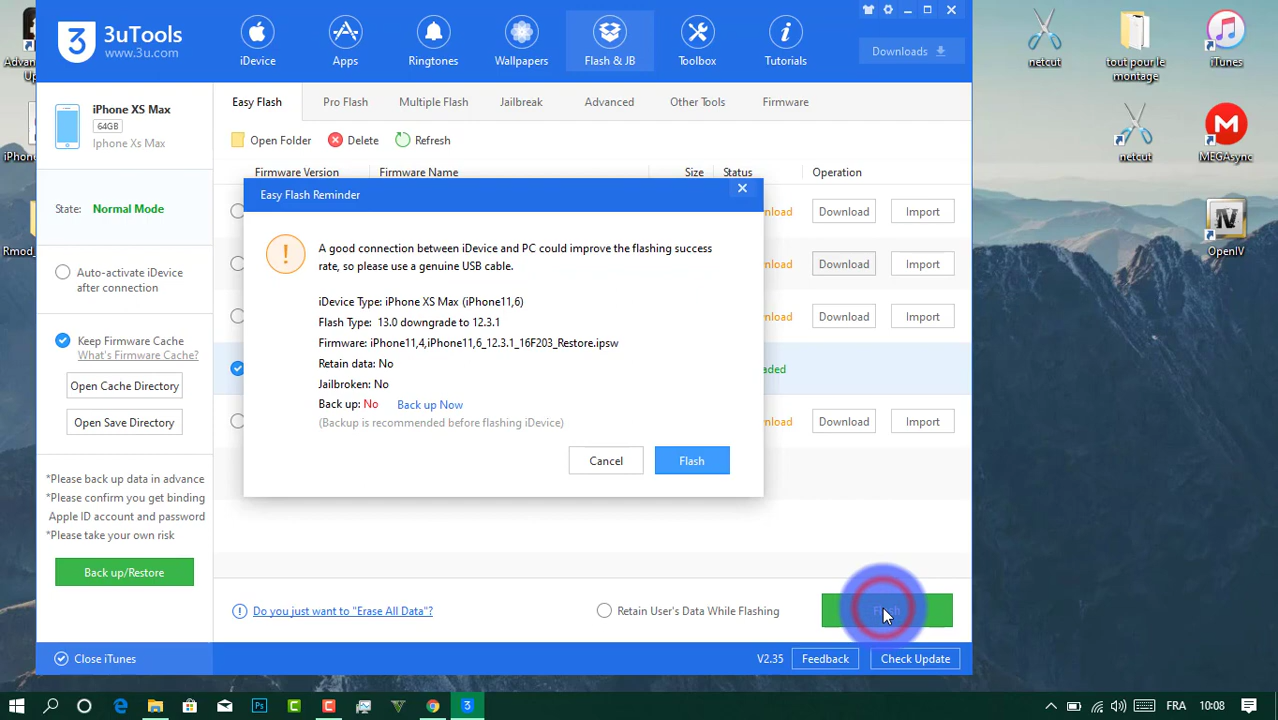 3uTools
www.3u.com
iDevice
Apps
Ringtones
Wallpapers
Flash & JB
Toolbox
Tutorials
Downloads
iPhone XS Max
64GB
Iphone Xs Max
State: Normal Mode
Auto-activate iDevice
after connection
Keep Firmware Cache
What's Firmware Cache?
Open Cache Directory
Open Save Directory
*Please back up data in advance
*Please confirm you get binding
Apple ID account and password
*Please take your own risk
Back up/Restore
Close iTunes
Easy Flash
Pro Flash
Multiple Flash
Jailbreak
Advanced
Other Tools
Firmware
Open Folder
Delete
Refresh
Firmware Version
Firmware Name
Size
Status
Operation
Download
Import
Download
Import
Download
Import
Download
Import
Easy Flash Reminder
A good connection between iDevice and PC could improve the flashing success
rate, so please use a genuine USB cable.
iDevice Type: iPhone XS Max (iPhone11,6)
Flash Type: 13.0 downgrade to 12.3.1
Firmware: iPhone11,4,iPhone11,6_12.3.1_16F203_Restore.ipsw
Retain data: No
Jailbroken: No
Back up: No Back up Now
(Backup is recommended before flashing iDevice)
Cancel
Flash
Do you just want to "Erase All Data"?
Retain User's Data While Flashing
Flash
V2.35
Feedback
Check Update
netcut
tout pour le
montage
iTunes
netcut
MEGAsync
OpenIV
FRA
10:08